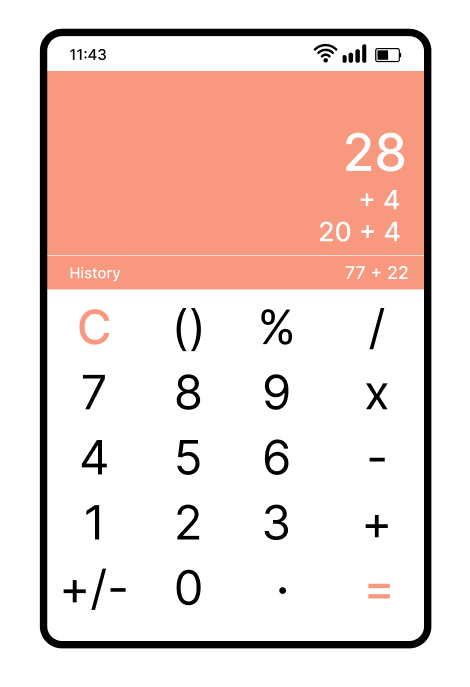 11:43
28
+ 4
20 + 4
History 77 + 22
C () % /
7 8 9 x
4 5 6 -
1 2 3 +
+/- 0 . =